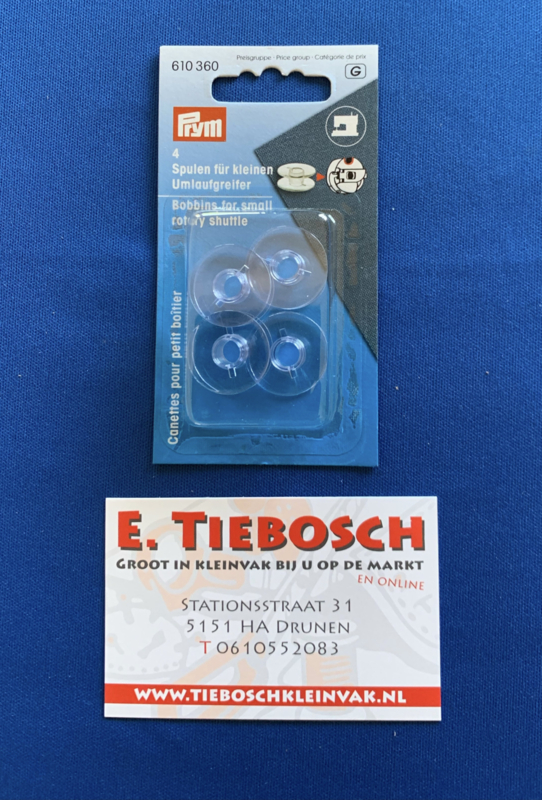 Preisgruppe · Price group · Catégorie de prix
610 360
G
Prym
4
Spulen für kleinen
Umlaufgreifer
Bobbins for small
rotary shuttle
Canettes pour petit boîtier
E. TIEBOSCH
GROOT IN KLEINVAK BIJ U OP DE MARKT
EN ONLINE
STATIONSSTRAAT 31
5151 HA DRUNEN
T 0610552083
WWW.TIEBOSCHKLEINVAK.NL